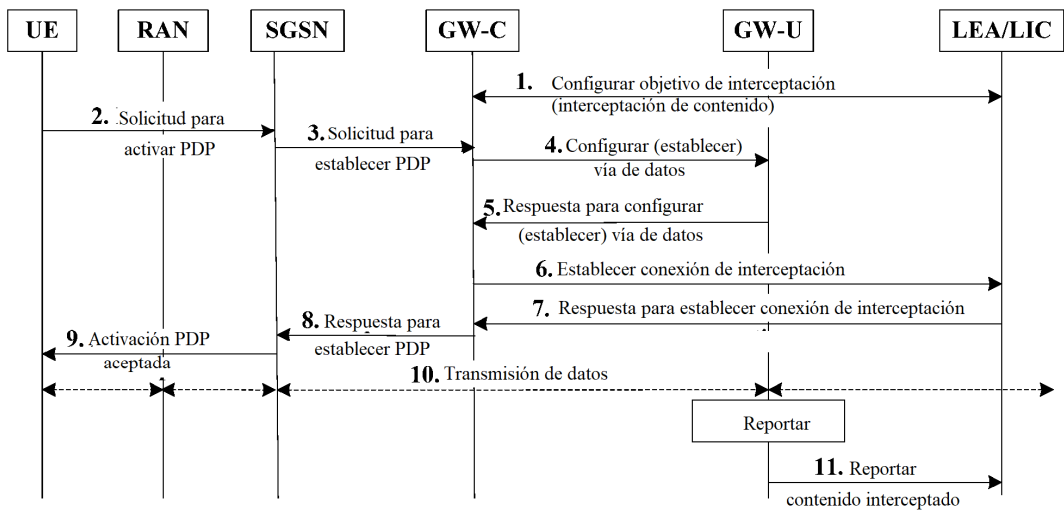 UE RAN SGSN GW-C GW-U LEA/LIC
1. Configurar objetivo de interceptación
(interceptación de contenido)
2. Solicitud para
activar PDP
3. Solicitud para
establecer PDP
4. Configurar (establecer)
vía de datos
5. Respuesta para configurar
(establecer) vía de datos
6. Establecer conexión de interceptación
7. Respuesta para establecer conexión de interceptación
8. Respuesta para
establecer PDP
9. Activación PDP
aceptada
10. Transmisión de datos
Reportar
11. Reportar
contenido interceptado